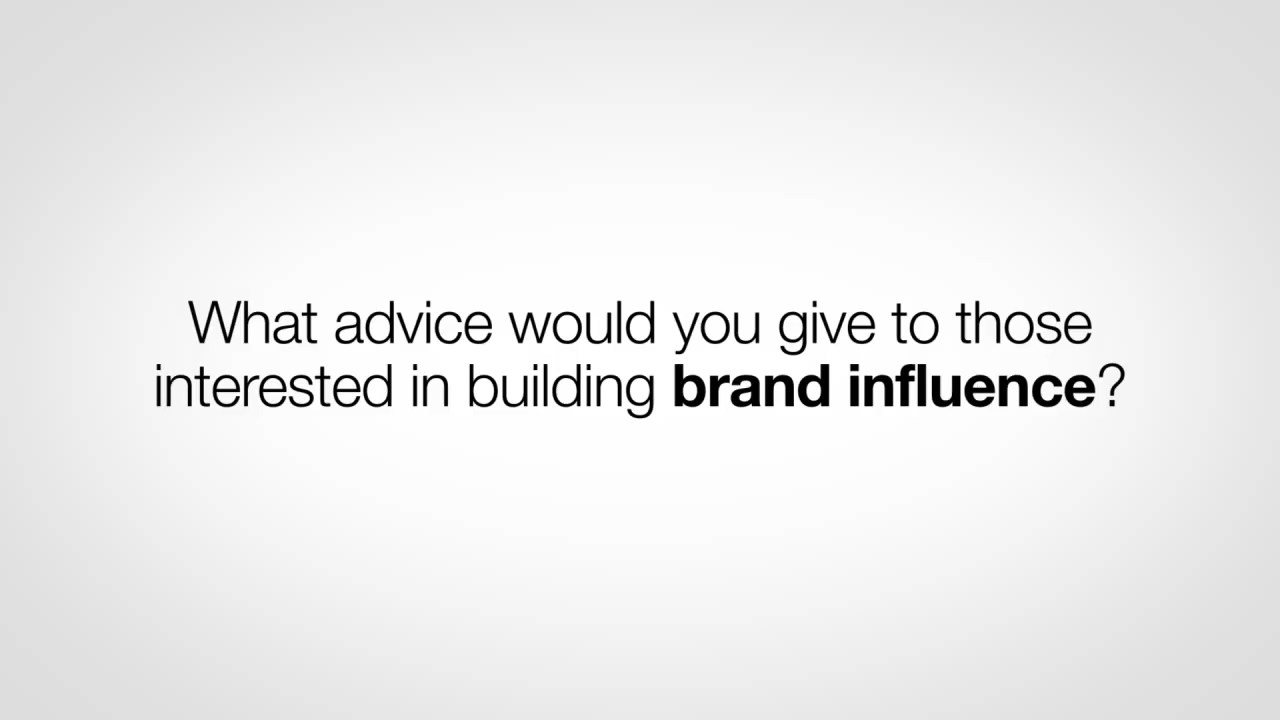 What advice would you give to those
interested in building brand influence?